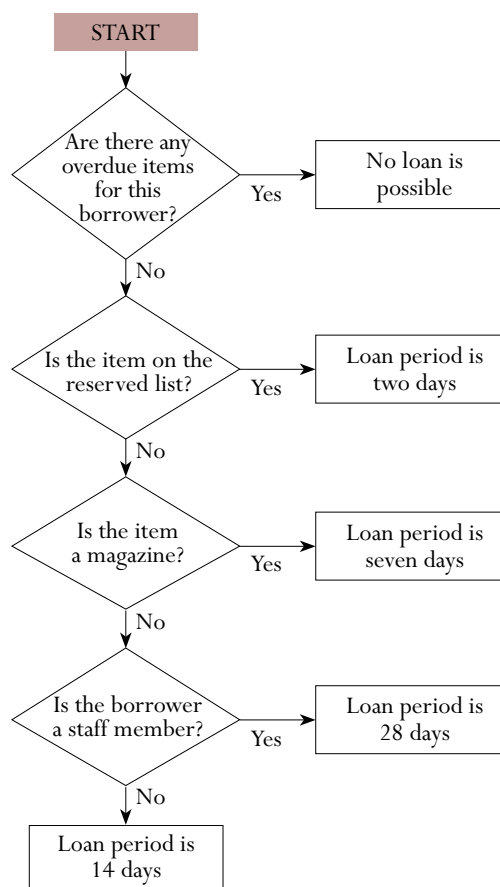 START
Are there any
overdue items
for this
borrower?
Yes
No loan is
possible
No
Is the item on the
reserved list?
Yes
Loan period is
two days
No
Is the item
a magazine?
Yes
Loan period is
seven days
No
Is the borrower
a staff member?
Yes
Loan period is
28 days
No
Loan period is
14 days